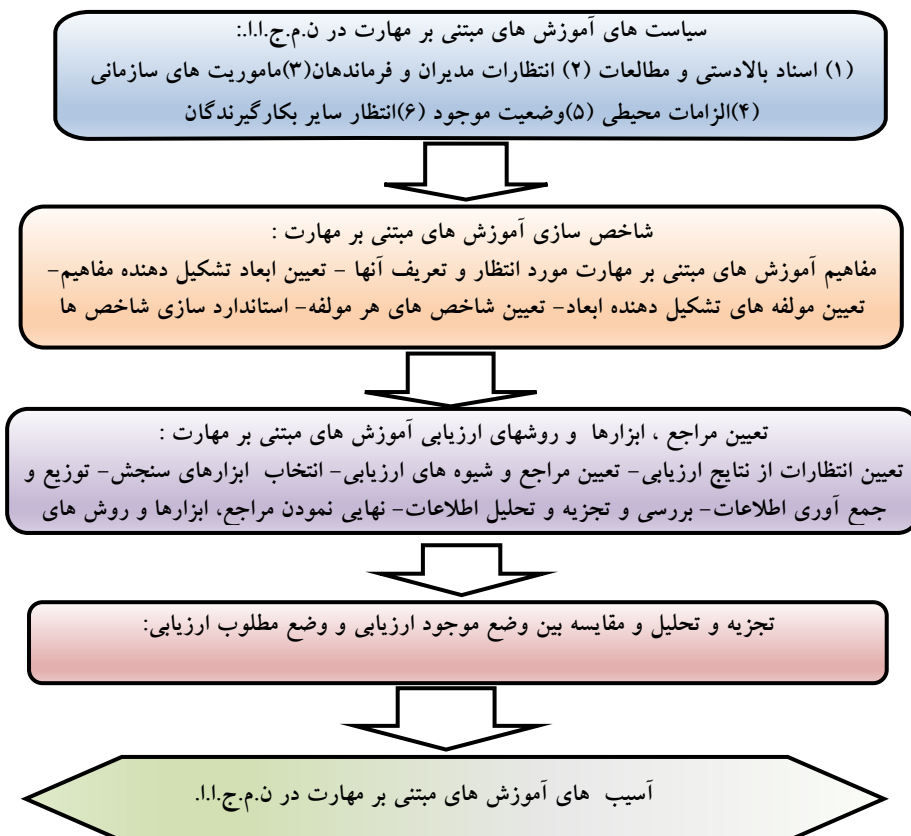 سیاست های آموزش های مبتنی بر مهارت در ن.م.ج.ا.ا.:
(۱) اسناد بالادستی و مطالعات (۲) انتظارات مدیران و فرماندهان(۳)ماموریت های سازمانی
(۴)الزامات محیطی (۵)وضعیت موجود (۶)انتظار سایر بکارگیرندگان
شاخص سازی آموزش های مبتنی بر مهارت :
مفاهیم آموزش های مبتنی بر مهارت مورد انتظار و تعریف آنها – تعیین ابعاد تشکیل دهنده مفاهیم–
تعیین مولفه های تشکیل دهنده ابعاد– تعیین شاخص های هر مولفه– استاندارد سازی شاخص ها
تعیین مراجع ، ابزارها و روشهای ارزیابی آموزش های مبتنی بر مهارت :
تعیین انتظارات از نتایج ارزیابی– تعیین مراجع و شیوه های ارزیابی– انتخاب ابزارهای سنجش– توزیع و
جمع آوری اطلاعات– بررسی و تجزیه و تحلیل اطلاعات– نهایی نمودن مراجع، ابزارها و روش های
تجزیه و تحلیل و مقایسه بین وضع موجود ارزیابی و وضع مطلوب ارزیابی:
آسیب های آموزش های مبتنی بر مهارت در ن.م.ج.ا.ا.